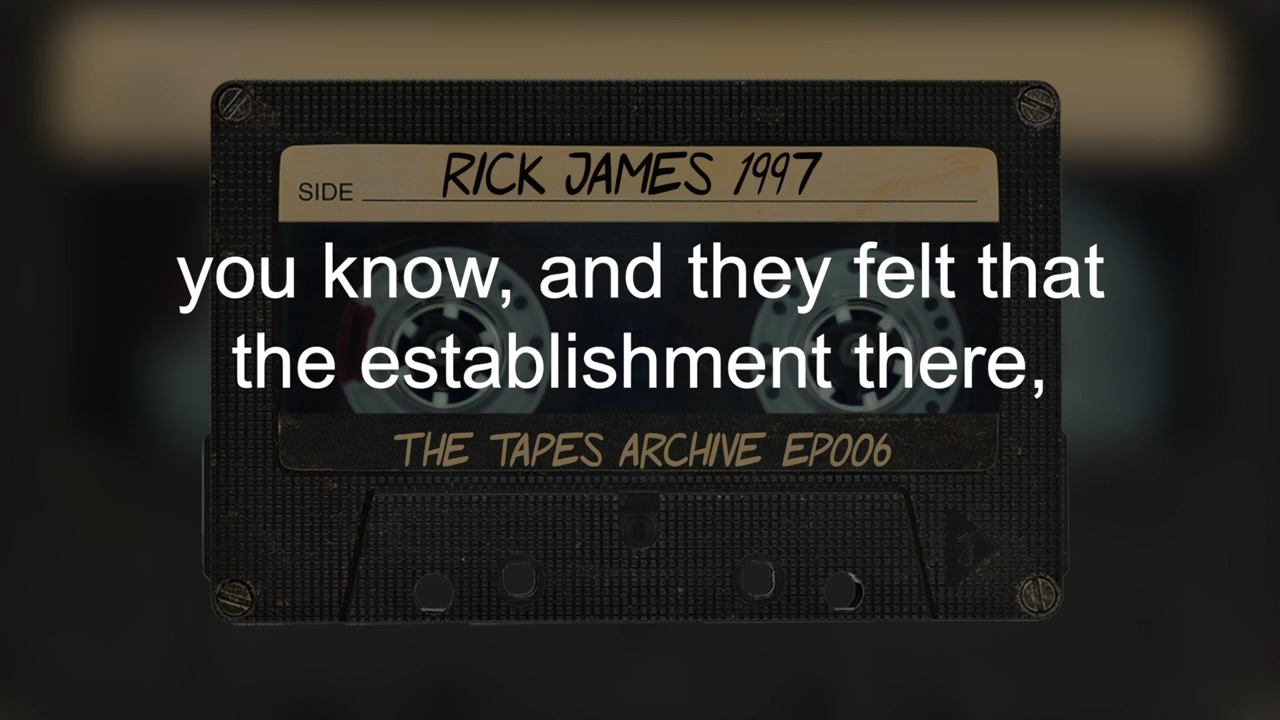 RICK JAMES 1997
SIDE
you know, and they felt that
the establishment there,
THE TAPES ARCHIVE EP006